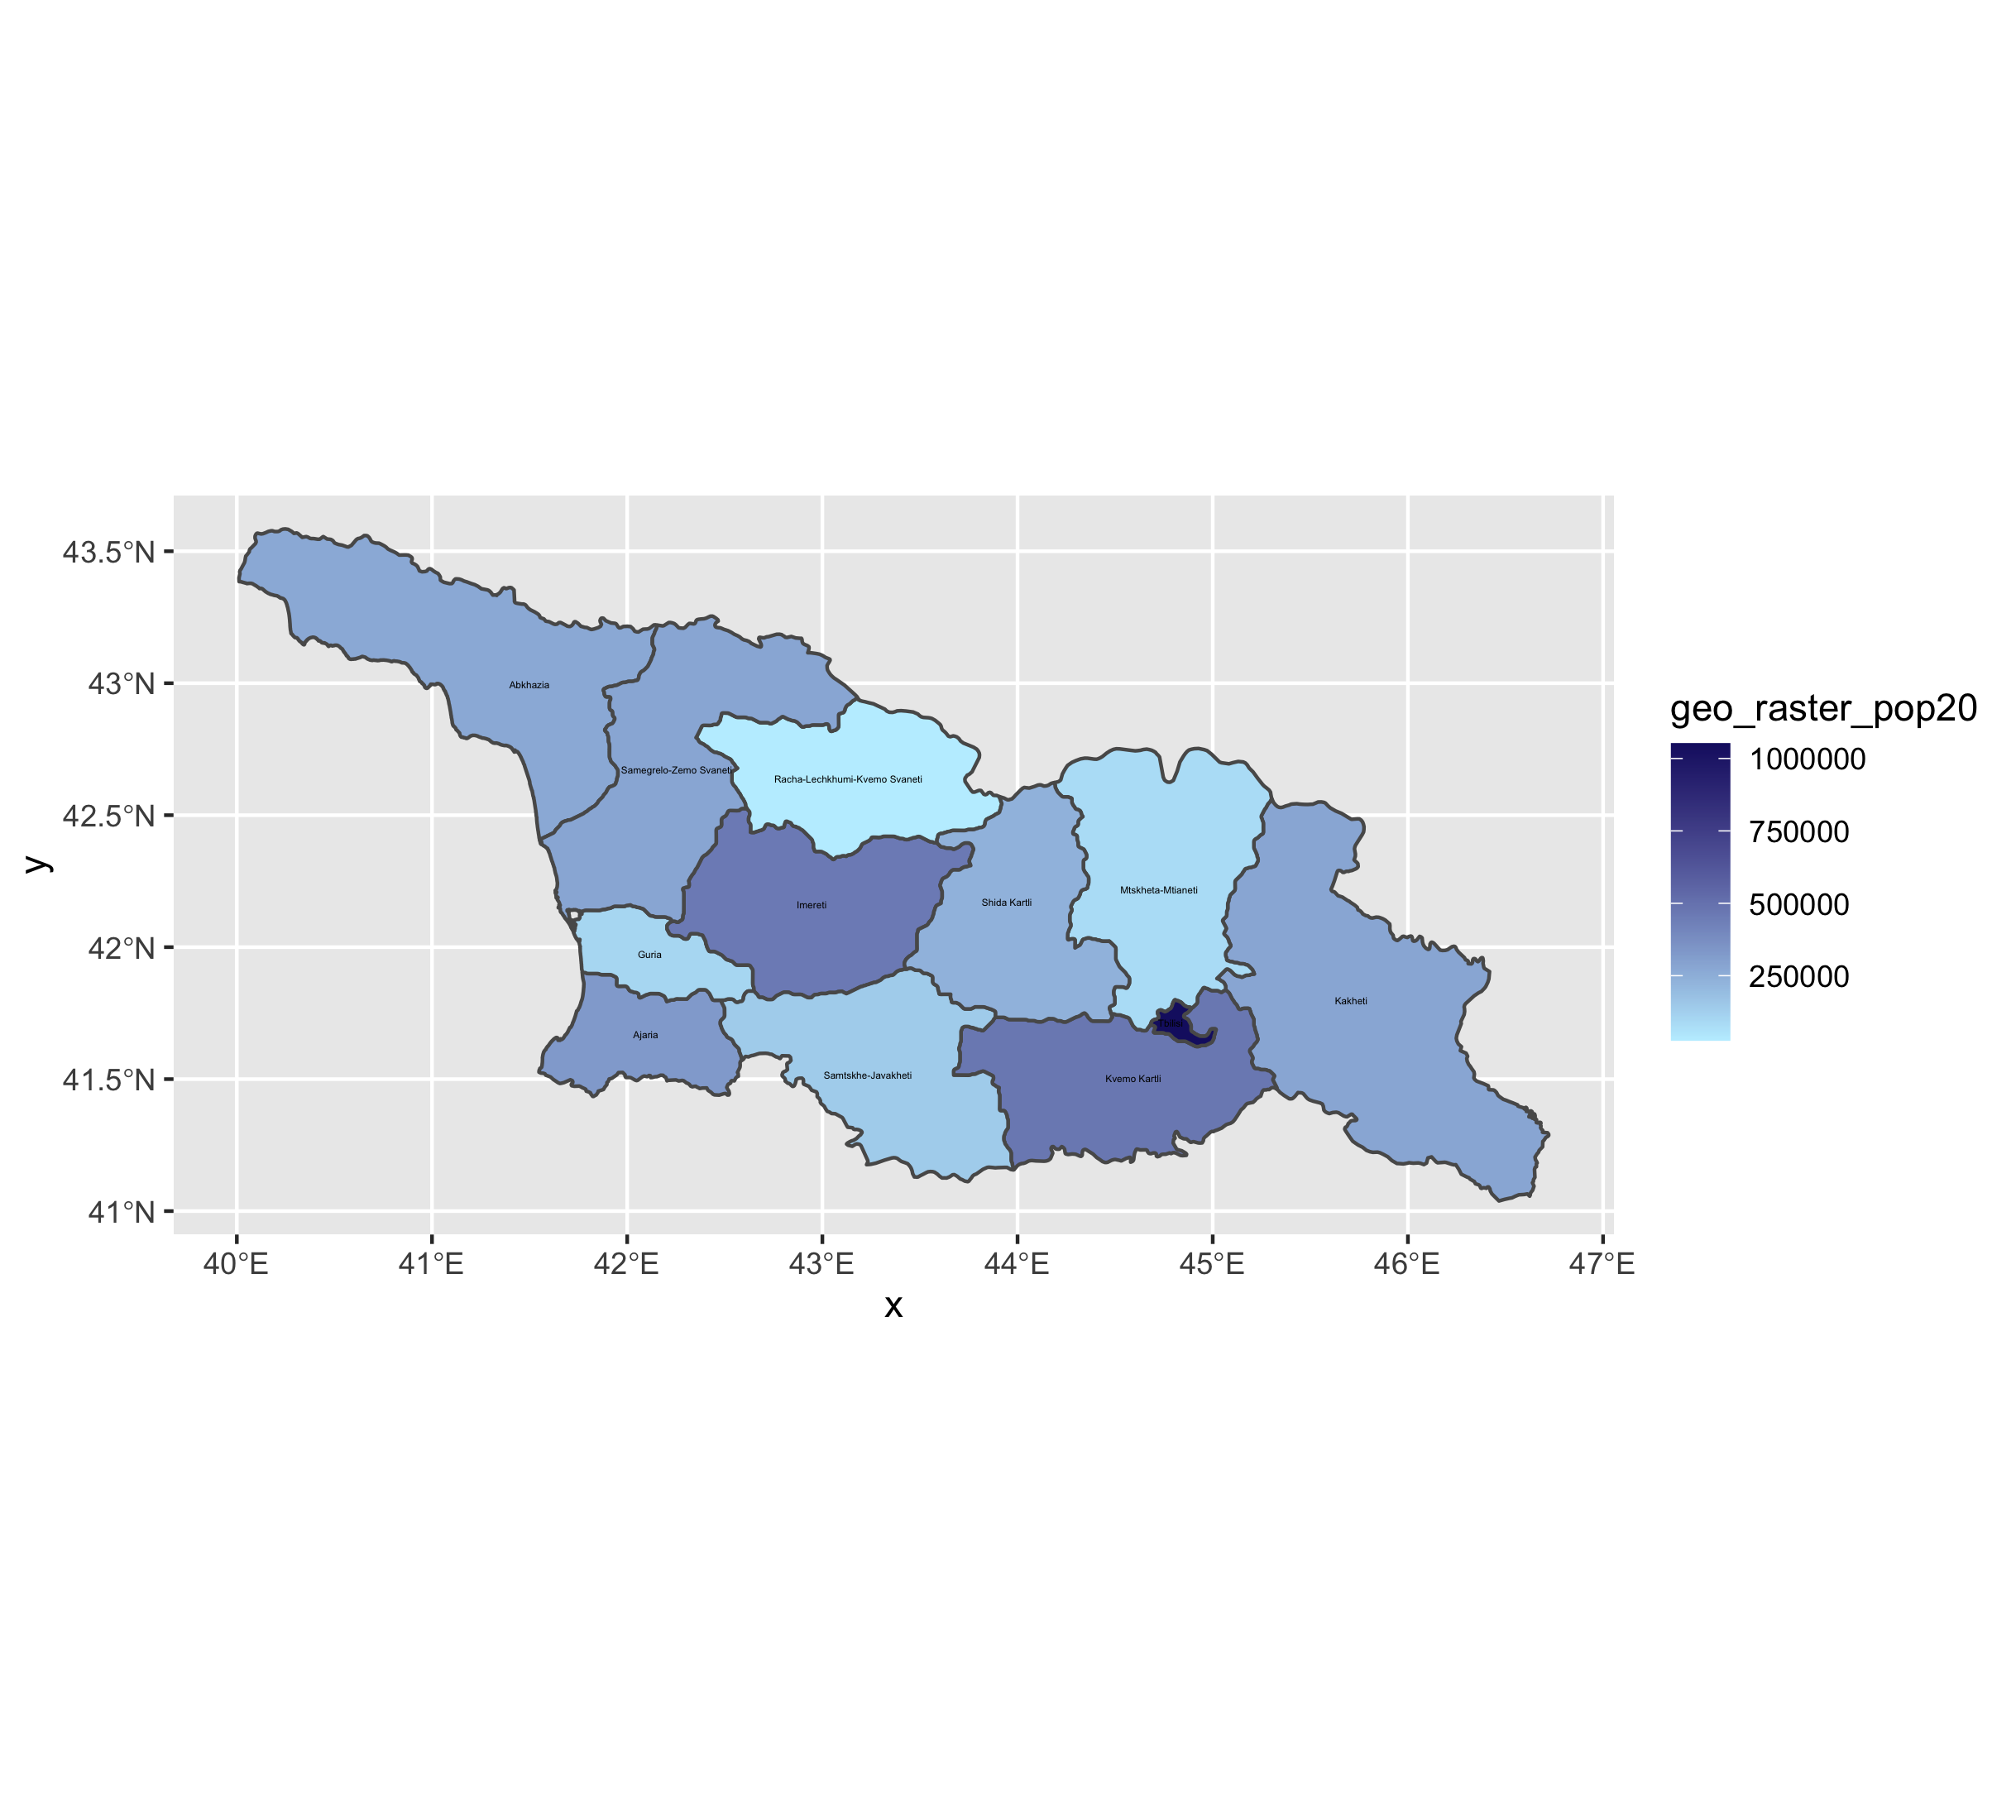 43.5°N
43°N
42.5°N
42°N
41.5°N
41°N
y
Abkhazia
Samegrelo-Zemo Svaneti
Racha-Lechkhumi-Kvemo Svaneti
Mtskheta-Mtianeti
Imereti
Shida Kartli
Guria
Kakheti
Ajaria
Samtskhe-Javakheti
Kvemo Kartli
40°E 41°E 42°E 43°E 44°E 45°E 46°E 47°E
x
geo_raster_pop20
1000000
750000
500000
250000